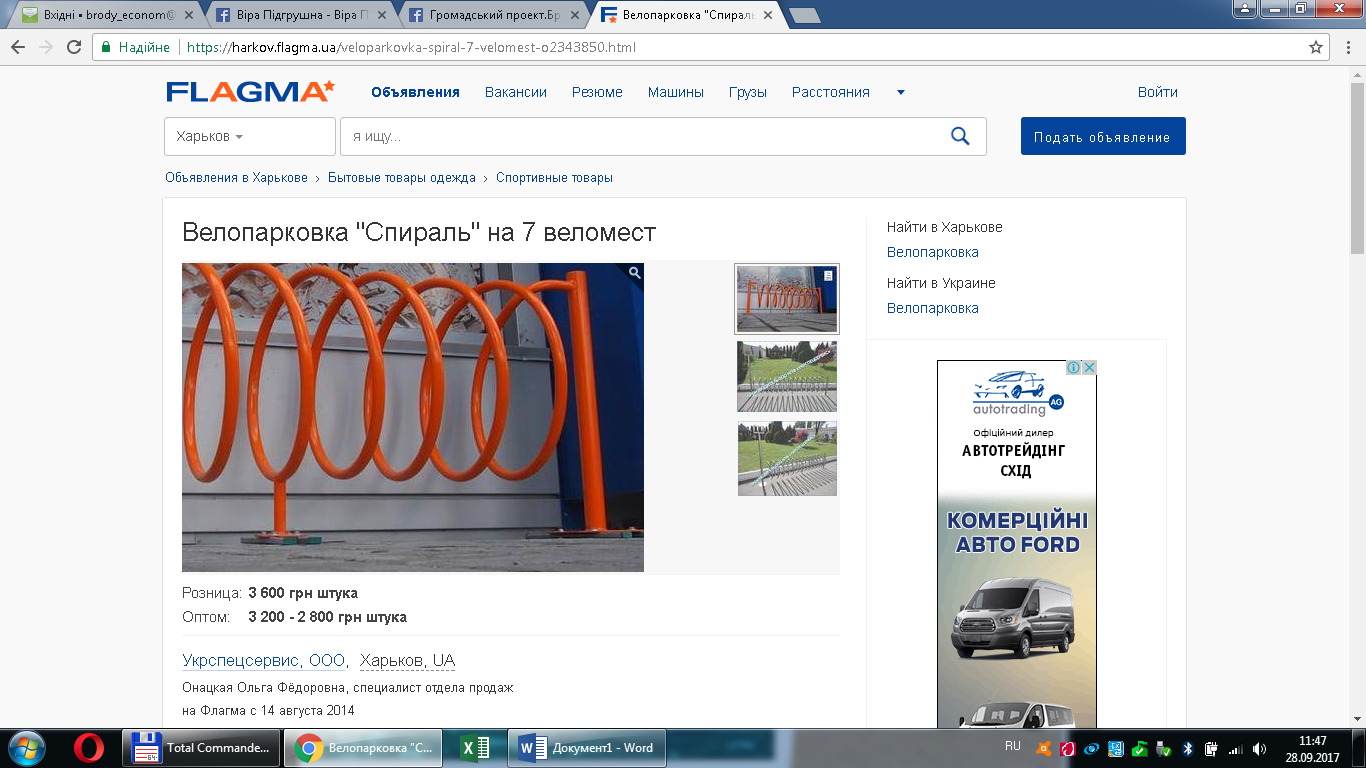 Вхідні • brody_econom@
Віра Підгрушна - Віра П
Громадський проект.Бр
Велопарковка "Спираль
Надійне
https://harkov.flagma.ua/veloparkovka-spiral-7-velomest-o2343850.html
FLAGMA
Объявления Вакансии Резюме Машины Грузы Расстояния
Войти
Харьков
я ищу...
Подать объявление
Объявления в Харькове › Бытовые товары одежда › Спортивные товары
Велопарковка "Спираль" на 7 веломест
Розница: 3 600 грн штука
Оптом: 3 200 - 2 800 грн штука
Укрспецсервис, ООО, Харьков, UA
Онацкая Ольга Фёдоровна, специалист отдела продаж
на Флагма с 14 августа 2014
Найти в Харькове
Велопарковка
Найти в Украине
Велопарковка
autotrading AG
Офіційний дилер
АВТОТРЕЙДІНГ
СХІД
КОМЕРЦІЙНІ
АВТО FORD
Total Commande...
Велопарковка "С...
Документ1 - Word
RU
11:47
28.09.2017